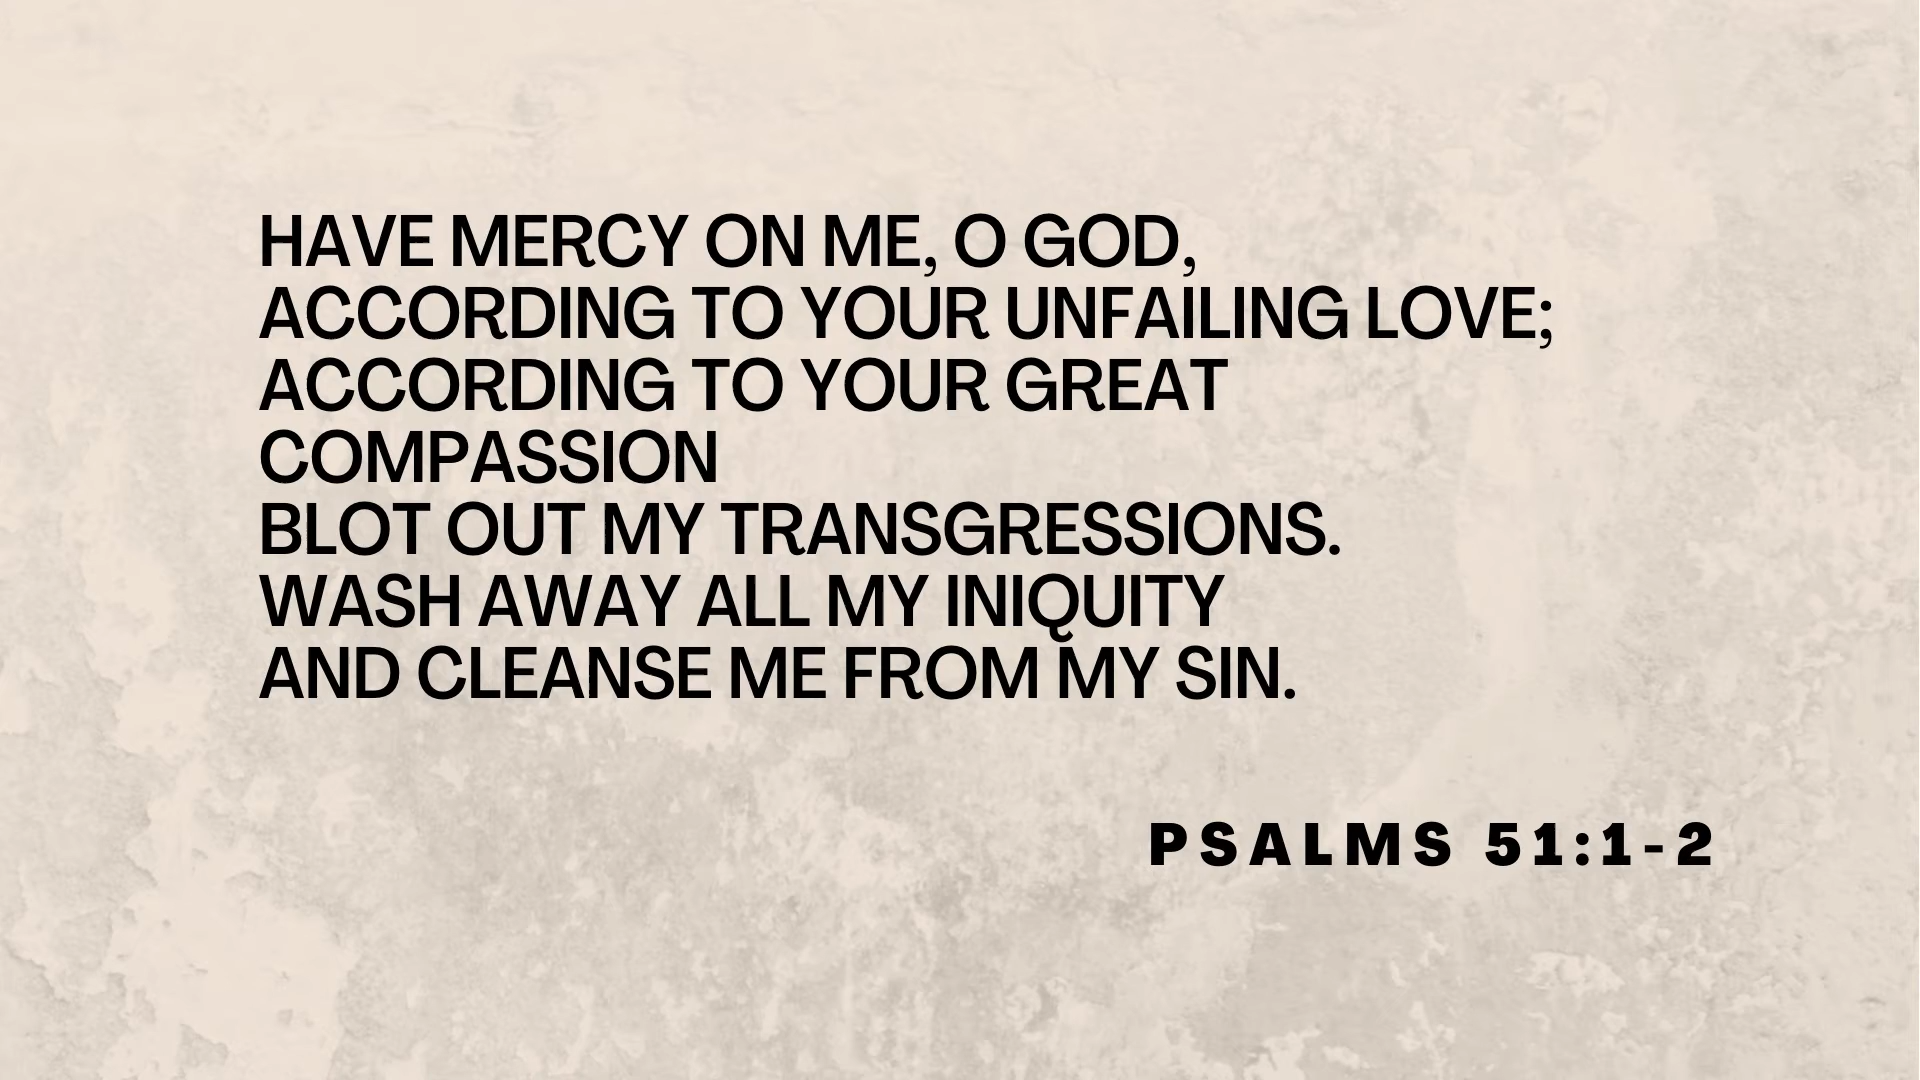 HAVE MERCY ON ME, O GOD,
ACCORDING TO YOUR UNFAILING LOVE;
ACCORDING TO YOUR GREAT
COMPASSION
BLOT OUT MY TRANSGRESSIONS.
WASH AWAY ALL MY INIQUITY
AND CLEANSE ME FROM MY SIN.
PSALMS 51:1-2